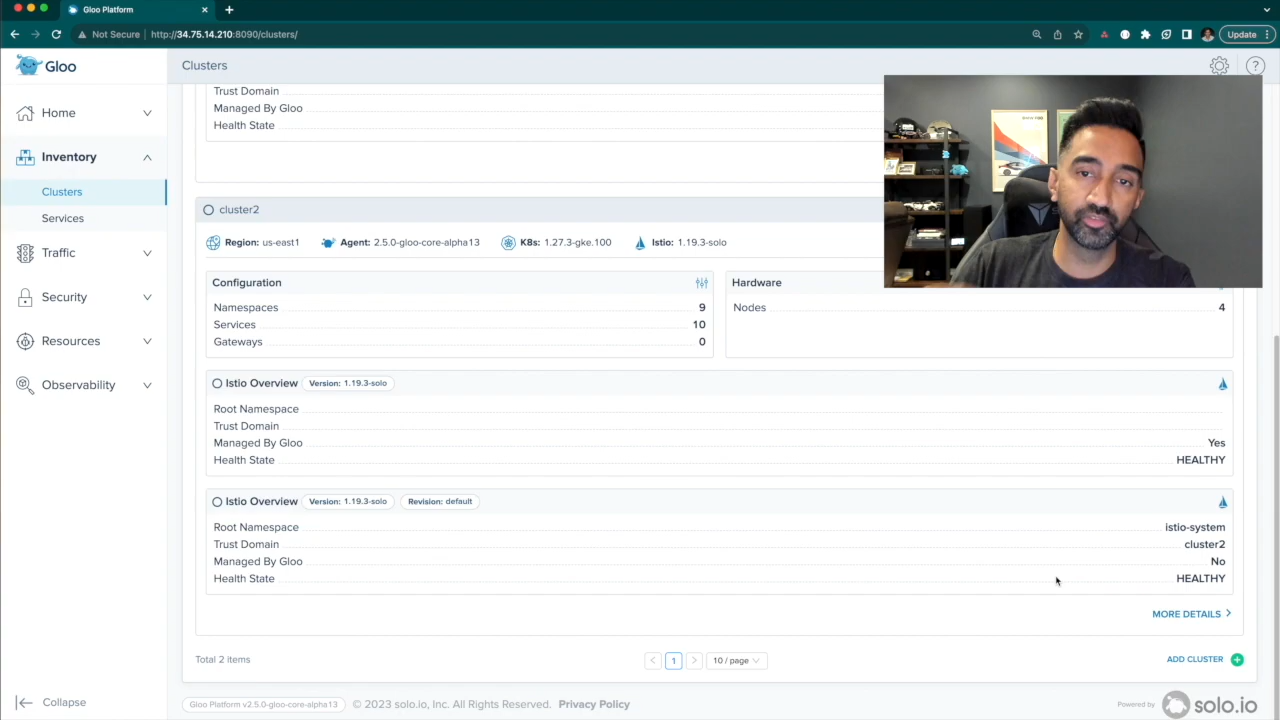 Gloo Platform
Update
Not Secure http://34.75.14.210:8090/clusters/
Gloo
Clusters
Home
Inventory
Clusters
Services
Traffic
Security
Resources
Observability
Collapse
Trust Domain
Managed By Gloo
Health State
cluster2
Region: us-east1 Agent: 2.5.0-gloo-core-alpha13 K8s: 1.27.3-gke.100 Istio: 1.19.3-solo
Configuration
Namespaces 9
Services 10
Gateways 0
Hardware
Nodes 4
Istio Overview Version: 1.19.3-solo
Root Namespace
Trust Domain
Managed By Gloo Yes
Health State HEALTHY
Istio Overview Version: 1.19.3-solo Revision: default
Root Namespace istio-system
Trust Domain cluster2
Managed By Gloo No
Health State HEALTHY
MORE DETAILS
Total 2 items
1
10 / page
ADD CLUSTER
Gloo Platform v2.5.0-gloo-core-alpha13 © 2023 solo.io, Inc. All Rights Reserved. Privacy Policy
Powered by solo.io